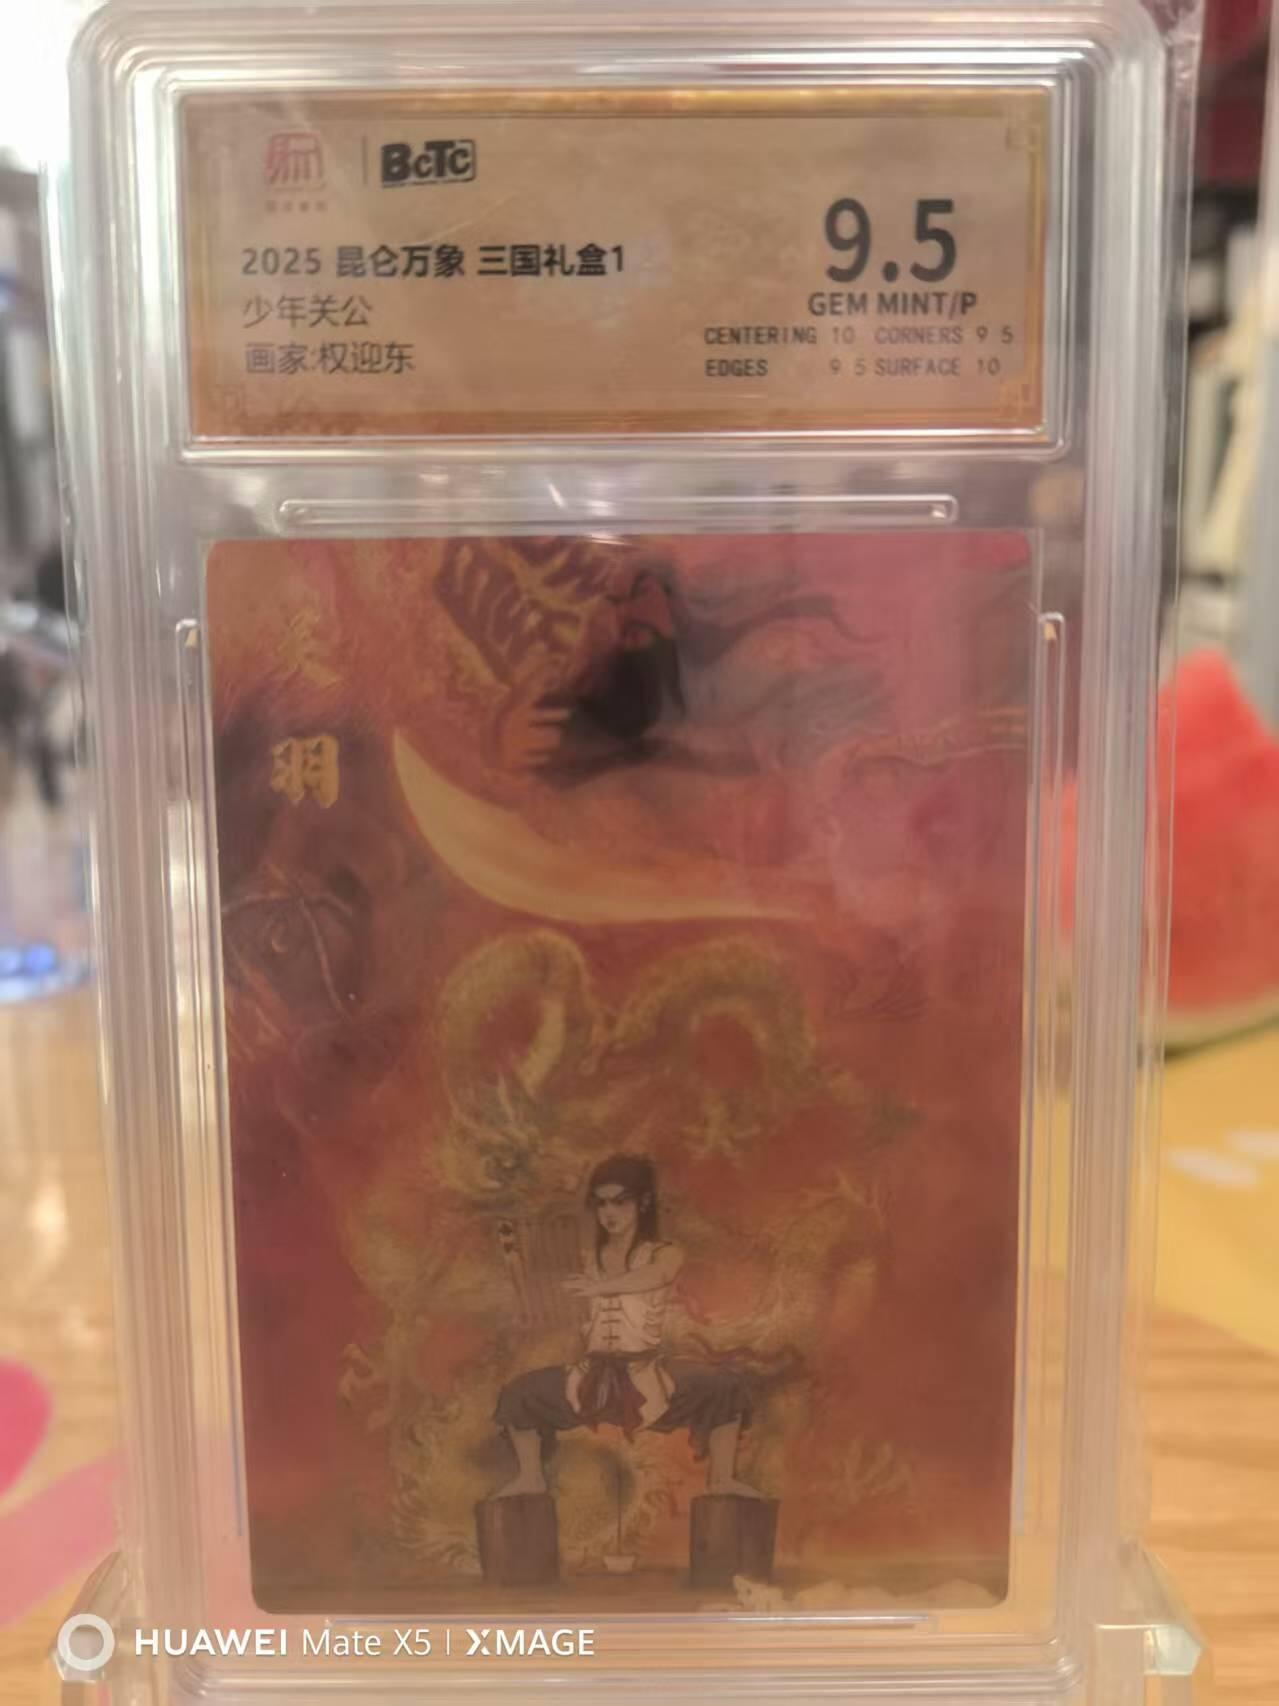 BCTC
2025 昆仑万象 三国礼盒1
少年关公
画家:权迎东
9.5
GEM MINT/P
CENTERING 10 CORNERS 9 5
EDGES 9 5 SURFACE 10
关
羽
HUAWEI Mate X5 | XMAGE